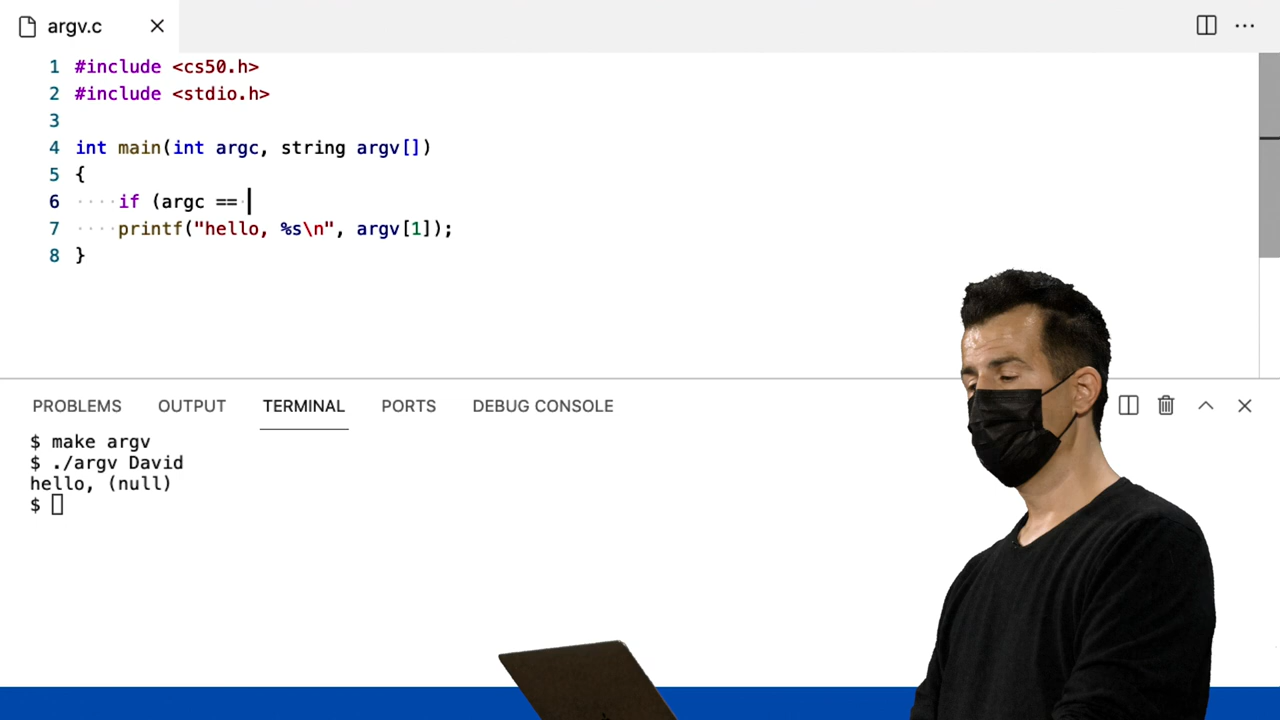 argv.c
1 #include <cs50.h>
2 #include <stdio.h>
3
4 int main(int argc, string argv[])
5 {
6 if (argc ==
7 printf("hello, %s\n", argv[1]);
8 }
PROBLEMS OUTPUT TERMINAL PORTS DEBUG CONSOLE
$ make argv
$ ./argv David
hello, (null)
$